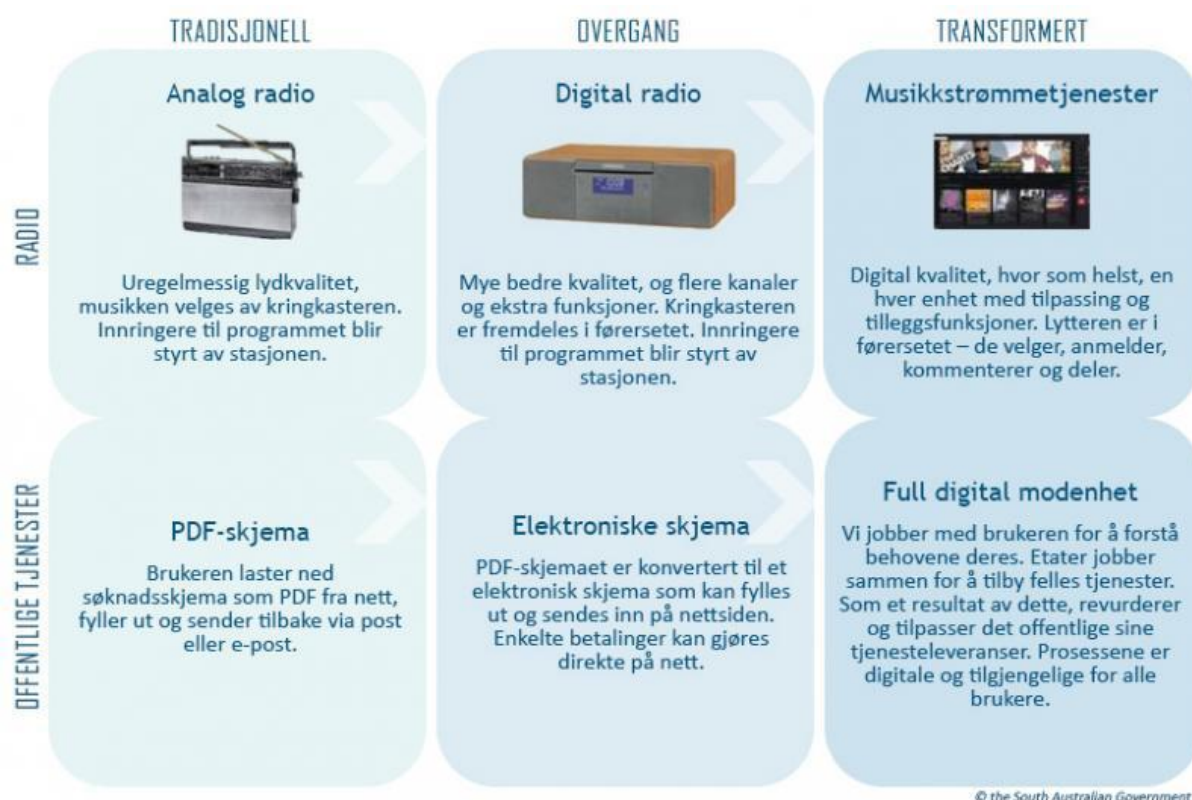 TRADISJONELL
OVERGANG
TRANSFORMERT
RADIO
Analog radio
Uregelmessig lydkvalitet,
musikken velges av kringkasteren.
Innringere til programmet blir
styrt av stasjonen.
Digital radio
Mye bedre kvalitet, og flere kanaler
og ekstra funksjoner. Kringkasteren
er fremdeles i førersetet. Innringere
til programmet blir styrt av
stasjonen.
Musikkstrømmetjenester
Digital kvalitet, hvor som helst, en
hver enhet med tilpassing og
tilleggsfunksjoner. Lytteren er i
førersetet – de velger, anmelder,
kommenterer og deler.
OFFENTLIGE TJENESTER
PDF-skjema
Brukeren laster ned
søknadsskjema som PDF fra nett,
fyller ut og sender tilbake via post
eller e-post.
Elektroniske skjema
PDF-skjemaet er konvertert til et
elektronisk skjema som kan fylles
ut og sendes inn på nettsiden.
Enkelte betalinger kan gjøres
direkte på nett.
Full digital modenhet
Vi jobber med brukeren for å forstå
behovene deres. Etater jobber
sammen for å tilby felles tjenester.
Som et resultat av dette, revurderer
og tilpasser det offentlige sine
tjenesteleveranser. Prosessene er
digitale og tilgjengelige for alle
brukere.
© the South Australian Government